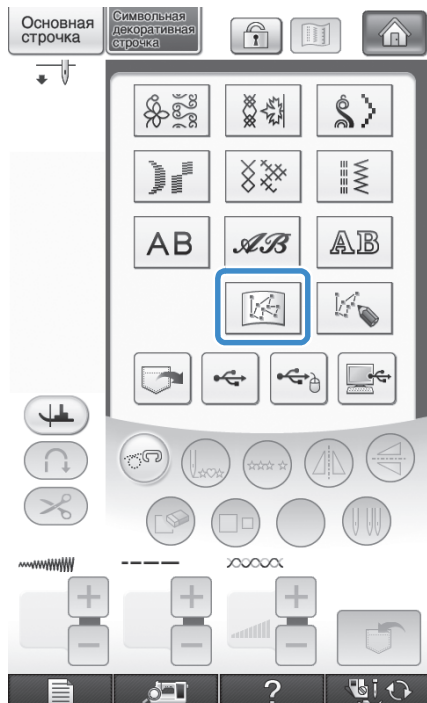 Основная
строчка
Символьная
декоративная
строчка
AB
AB
AB
?
i